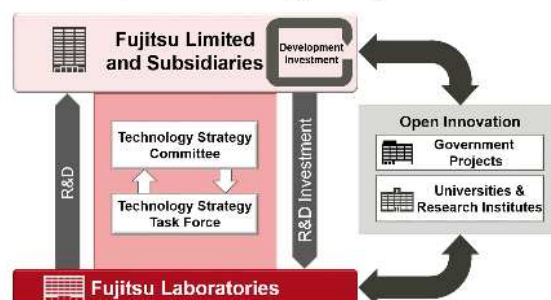 Fujitsu Limited
and Subsidiaries
Development
Investment
R&D
Technology Strategy
Committee
Technology Strategy
Task Force
R&D Investment
Open Innovation
Government
Projects
Universities &
Research Institutes
Fujitsu Laboratories